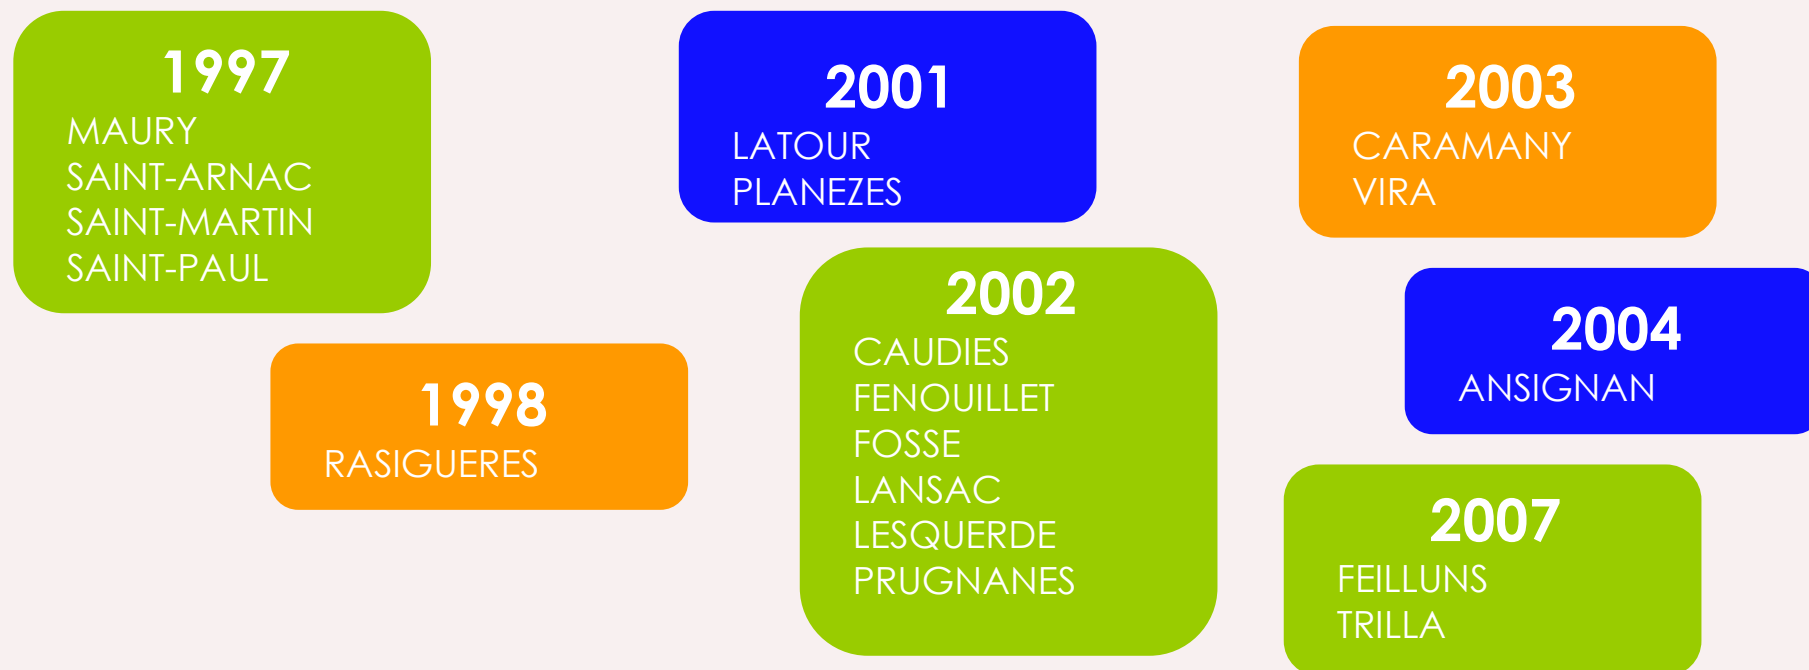 1997
MAURY
SAINT-ARNAC
SAINT-MARTIN
SAINT-PAUL
1998
RASIGUERES
2001
LATOUR
PLANEZES
2002
CAUDIES
FENOUILLET
FOSSE
LANSAC
LESQUERDE
PRUGNANES
2003
CARAMANY
VIRA
2004
ANSIGNAN
2007
FEILLUNS
TRILLA